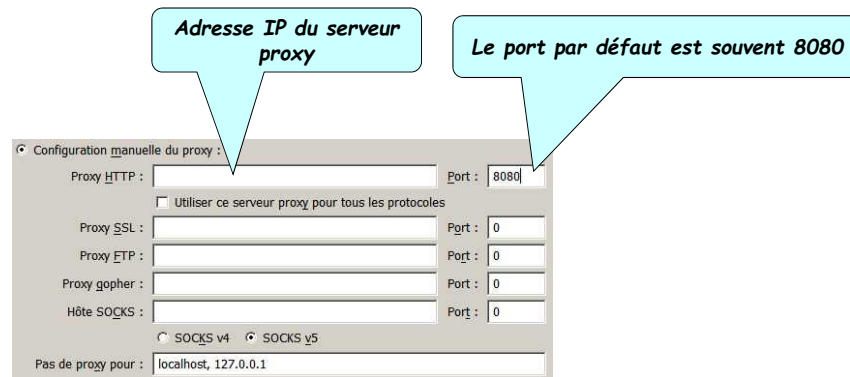 Adresse IP du serveur
proxy
Le port par défaut est souvent 8080
Configuration manuelle du proxy :
Proxy HTTP : Port : 8080
Utiliser ce serveur proxy pour tous les protocoles
Proxy SSL : Port : 0
Proxy FTP : Port : 0
Proxy gopher : Port : 0
Hôte SOCKS : Port : 0
SOCKS v4 SOCKS v5
Pas de proxy pour : localhost, 127.0.0.1